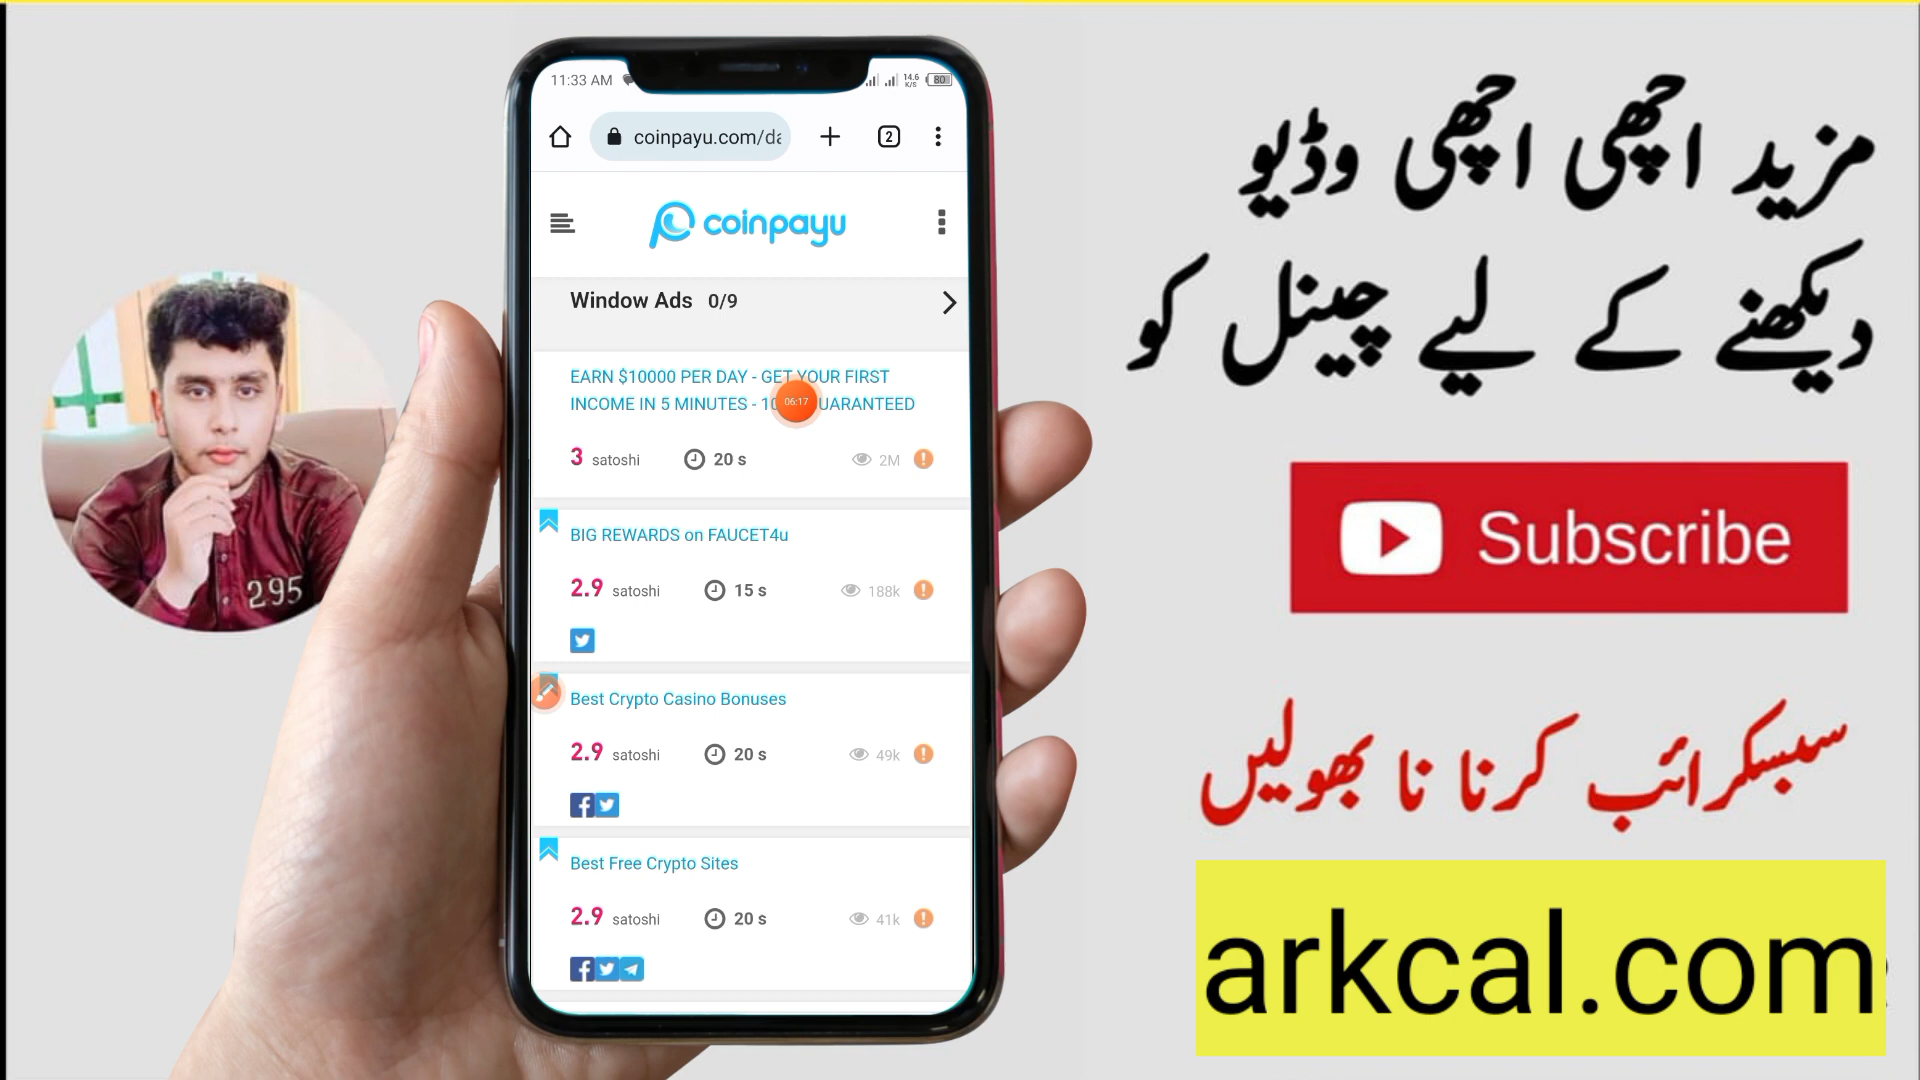 11:33 AM
14.6
K/S
80
coinpayu.com/da
2
coinpayu
Window Ads 0/9
EARN $10000 PER DAY - GET YOUR FIRST
INCOME IN 5 MINUTES - UARANTEED
06:17
3 satoshi 20 s 2M
BIG REWARDS on FAUCET4u
2.9 satoshi 15 s 188k
Best Crypto Casino Bonuses
2.9 satoshi 20 s 49k
Best Free Crypto Sites
2.9 satoshi 20 s 41k
295
مزید اچھی اچھی وڈیو
دیکھنے کے لیے چینل کو
Subscribe
سبسکرائب کرنا نا بھولیں
arkcal.com